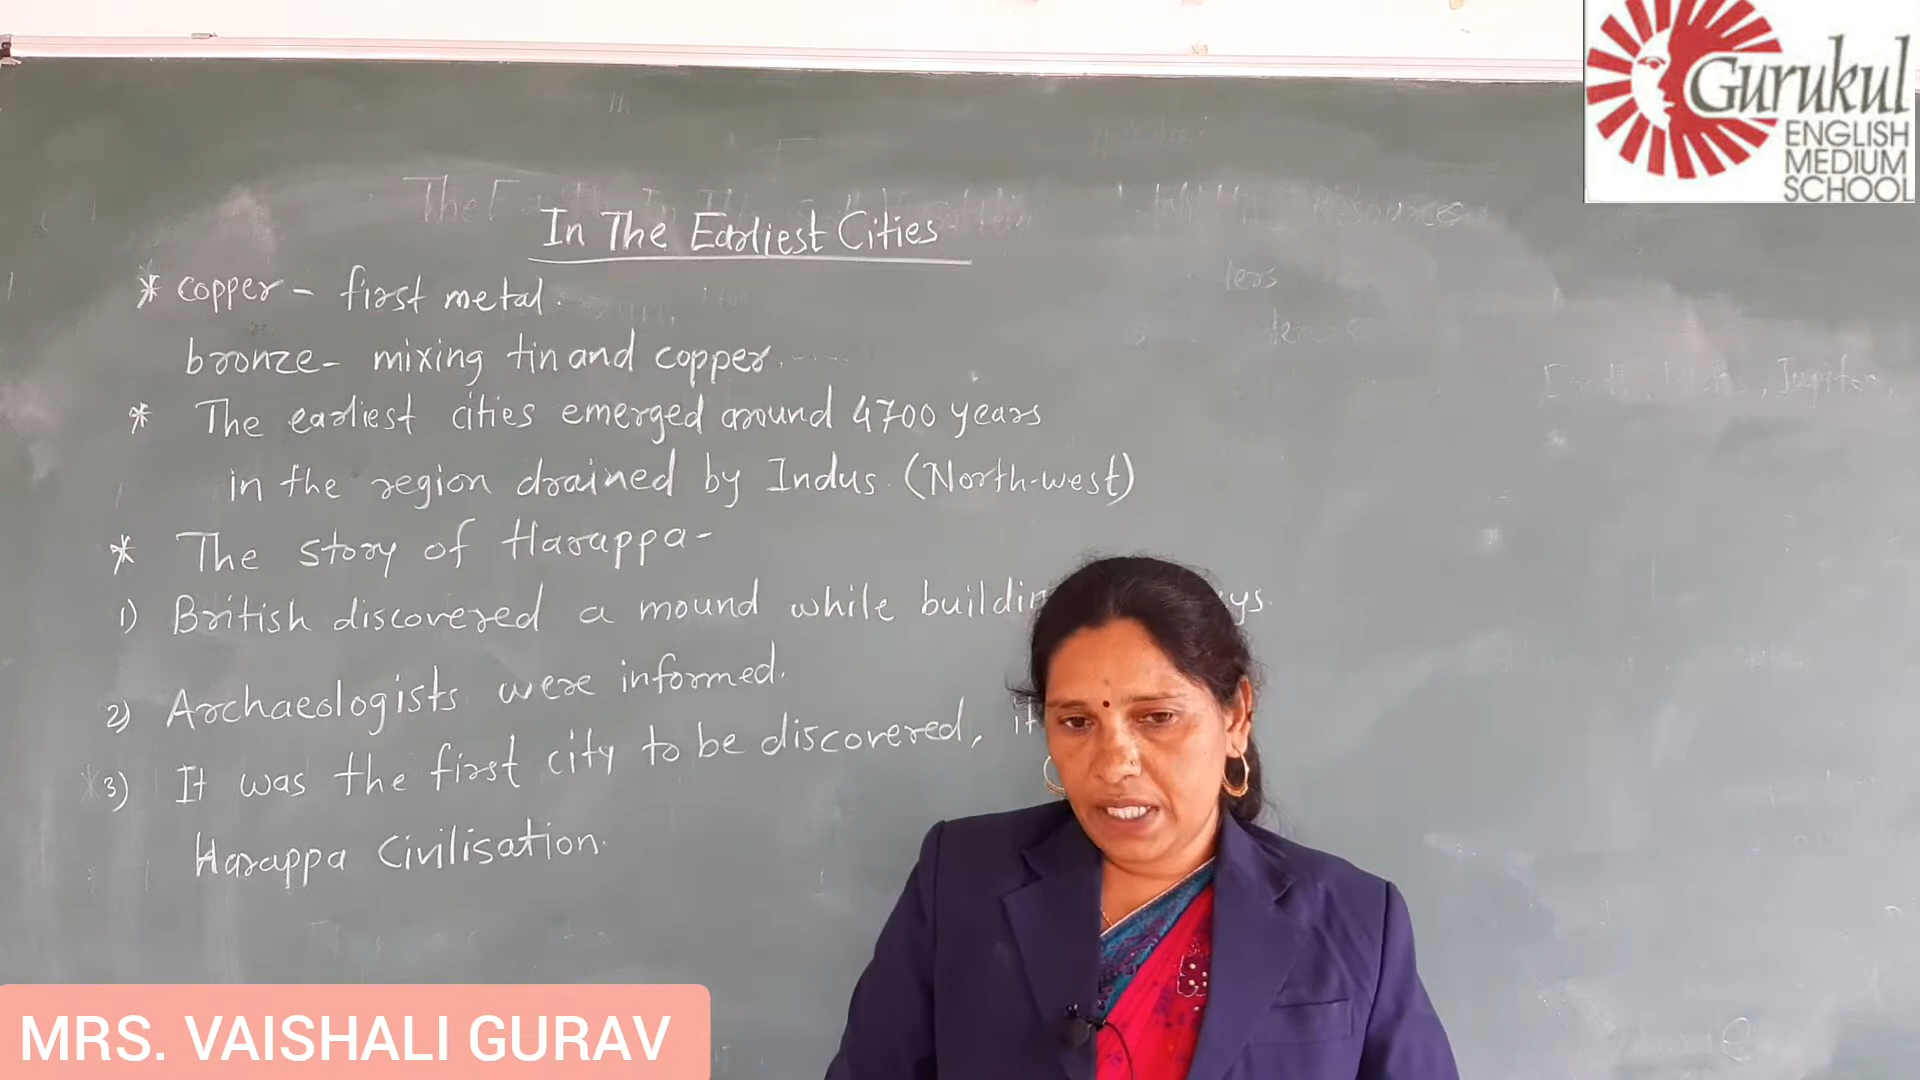 Gurukul
ENGLISH
MEDIUM
SCHOOL
In The Earliest Cities
* copper - first metal.
bronze - mixing tin and copper.
* The earliest cities emerged around 4700 years
in the region drained by Indus. (North-west)
* The story of Harappa -
1) British discovered a mound while
2) Archaeologists were informed.
3) It was the first city to be discovered, it
Harappa Civilisation.
MRS. VAISHALI GURAV